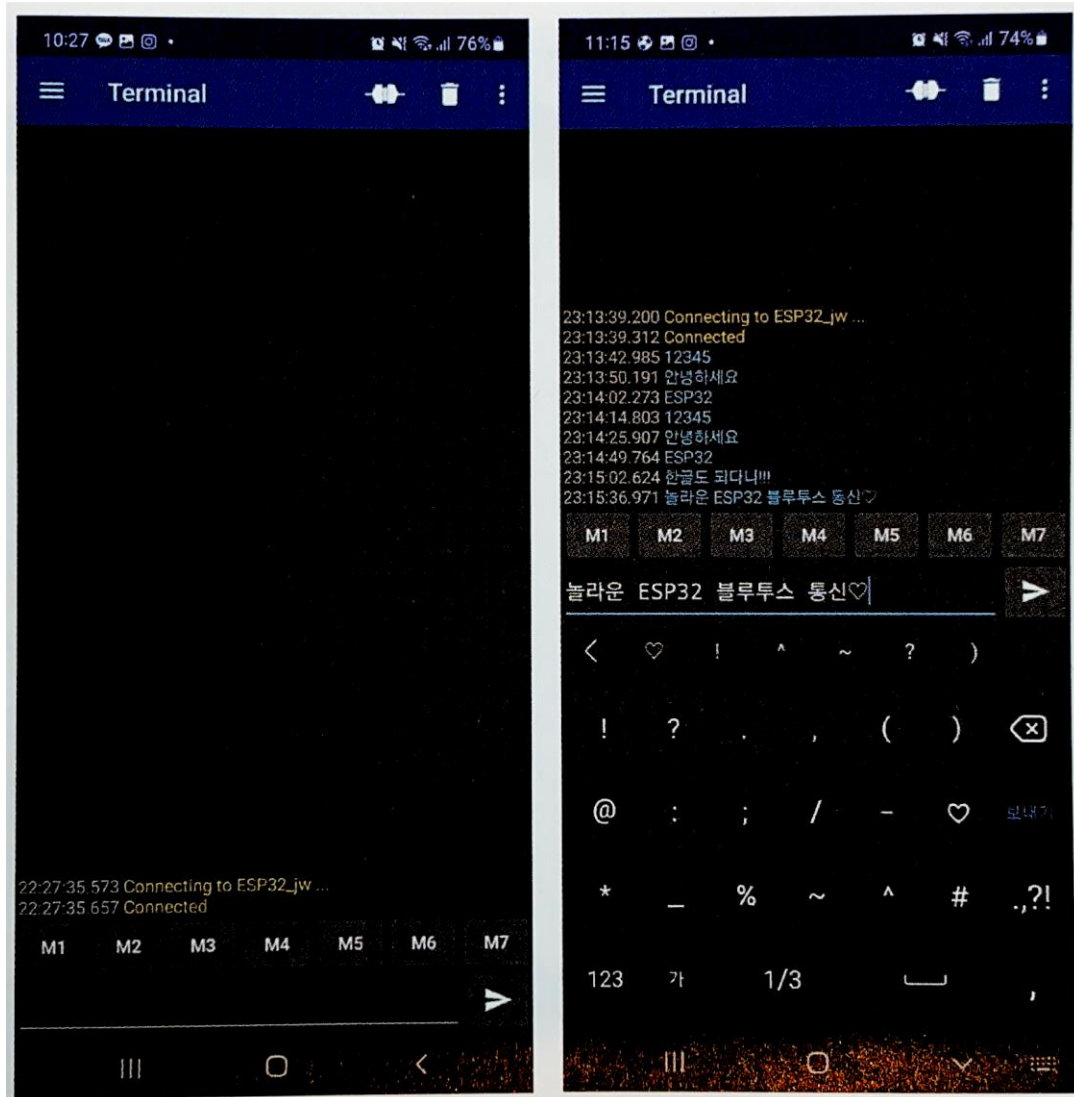 10:27
76%
Terminal
22:27:35.573 Connecting to ESP32_jw ...
22:27:35.657 Connected
M1 M2 M3 M4 M5 M6 M7
11:15
74%
Terminal
23:13:39.200 Connecting to ESP32_jw ...
23:13:39.312 Connected
23:13:42.985 12345
23:13:50.191 안녕하세요
23:14:02.273 ESP32
23:14:14.803 12345
23:14:25.907 안녕하세요
23:14:49.764 ESP32
23:15:02.624 한글도 되다니!!!
23:15:36.971 놀라운 ESP32 블루투스 통신♡
M1 M2 M3 M4 M5 M6 M7
놀라운 ESP32 블루투스 통신♡
♡ ! ^ ~ ? )
! ? . , ( )
@ : ; / - ♡ 보내기
* _ % ~ ^ # .,?!
123 가 1/3 ,